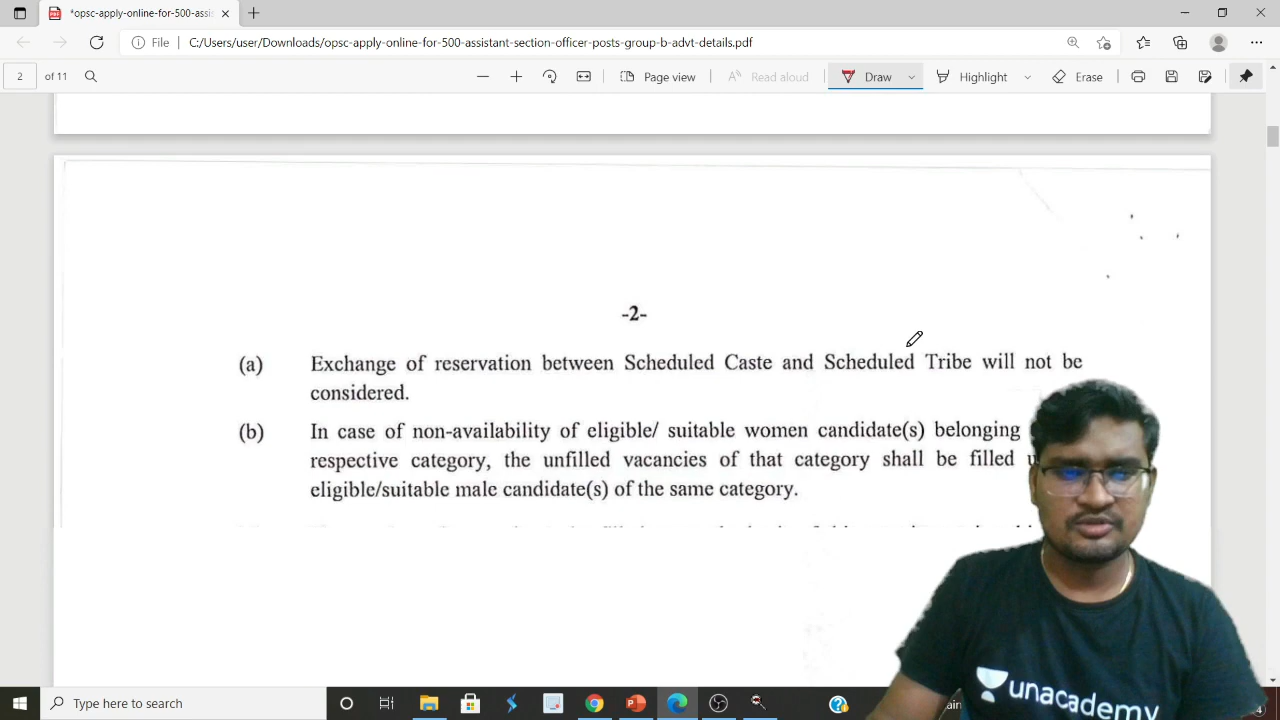 *opsc-apply-online-for-500-assis
File
C:/Users/user/Downloads/opsc-apply-online-for-500-assistant-section-officer-posts-group-b-advt-details.pdf
2 of 11
Page view
Read aloud
Draw
Highlight
Erase
-2-
(a) Exchange of reservation between Scheduled Caste and Scheduled Tribe will not be
considered.
(b) In case of non-availability of eligible/ suitable women candidate(s) belonging
respective category, the unfilled vacancies of that category shall be filled
eligible/suitable male candidate(s) of the same category.
unacademy
Type here to search